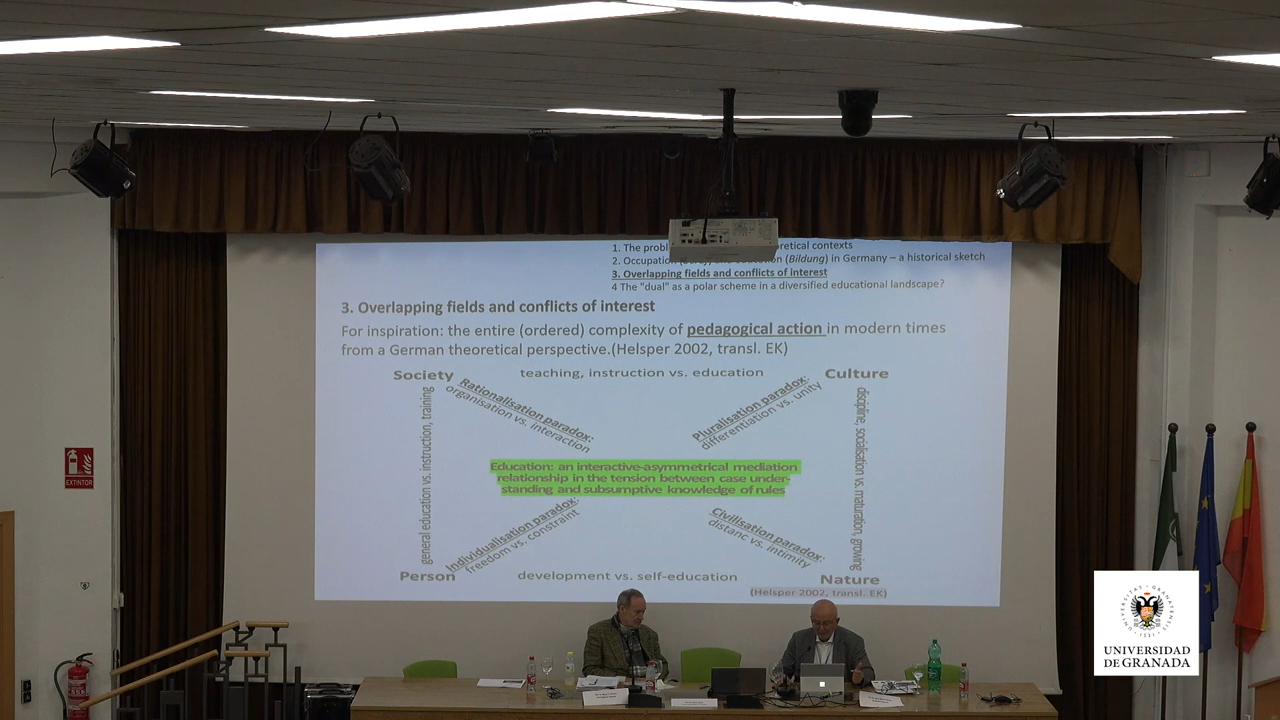 1. The probl
retical contexts
2. Occupation
(Bildung) in Germany – a historical sketch
3. Overlapping fields and conflicts of interest
4 The "dual" as a polar scheme in a diversified educational landscape?
3. Overlapping fields and conflicts of interest
For inspiration: the entire (ordered) complexity of pedagogical action in modern times
from a German theoretical perspective.(Helsper 2002, transl. EK)
Society
teaching, instruction vs. education
Culture
Rationalisation paradox:
organisation vs. interaction
Pluralisation paradox:
differentiation vs. unity
general education vs. instruction, training
discipline, socialisation vs. maturation, growing
Education: an interactive-asymmetrical mediation
relationship in the tension between case under-
standing and subsumptive knowledge of rules
Individualisation paradox:
freedom vs. constraint
Civilisation paradox:
distanc vs. intimity
Person
development vs. self-education
Nature
(Helsper 2002, transl. EK)
EXTINTOR
UNIVERSITAS GRANATENSIS
1531
UNIVERSIDAD
DE GRANADA